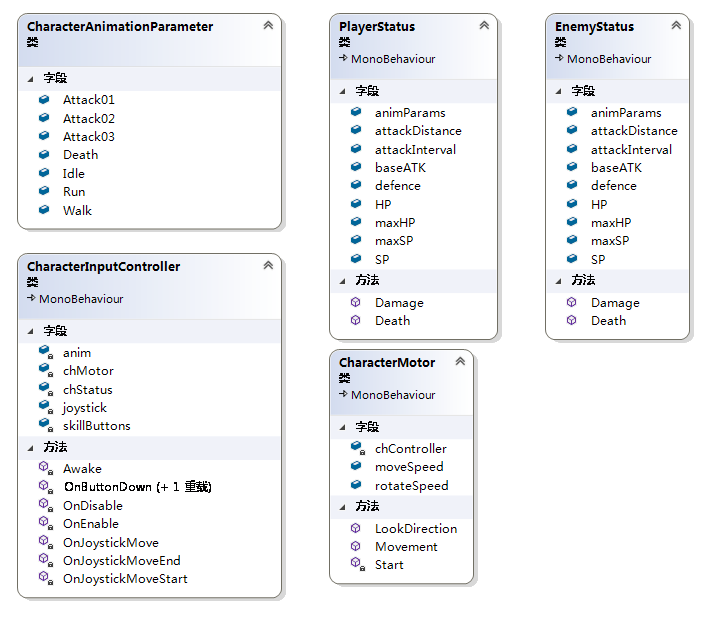 CharacterAnimationParameter
类
字段
Attack01
Attack02
Attack03
Death
Idle
Run
Walk
CharacterInputController
类
MonoBehaviour
字段
anim
chMotor
chStatus
joystick
skillButtons
方法
Awake
OnButtonDown (+ 1 重载)
OnDisable
OnEnable
OnJoystickMove
OnJoystickMoveEnd
OnJoystickMoveStart
PlayerStatus
类
MonoBehaviour
字段
animParams
attackDistance
attackInterval
baseATK
defence
HP
maxHP
maxSP
SP
方法
Damage
Death
CharacterMotor
类
MonoBehaviour
字段
chController
moveSpeed
rotateSpeed
方法
LookDirection
Movement
Start
EnemyStatus
类
MonoBehaviour
字段
animParams
attackDistance
attackInterval
baseATK
defence
HP
maxHP
maxSP
SP
方法
Damage
Death